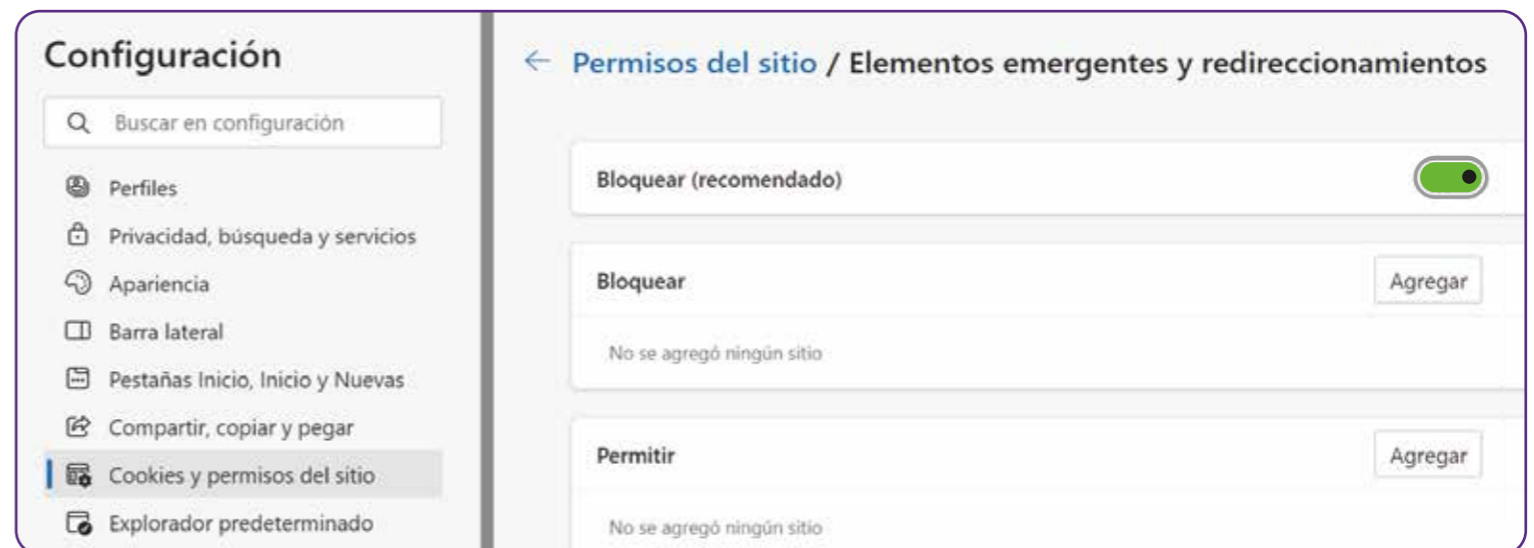 Configuración
Buscar en configuración
Perfiles
Privacidad, búsqueda y servicios
Apariencia
Barra lateral
Pestañas Inicio, Inicio y Nuevas
Compartir, copiar y pegar
Cookies y permisos del sitio
Explorador predeterminado
Permisos del sitio / Elementos emergentes y redireccionamientos
Bloquear (recomendado)
Bloquear
Agregar
No se agregó ningún sitio
Permitir
Agregar
No se agregó ningún sitio